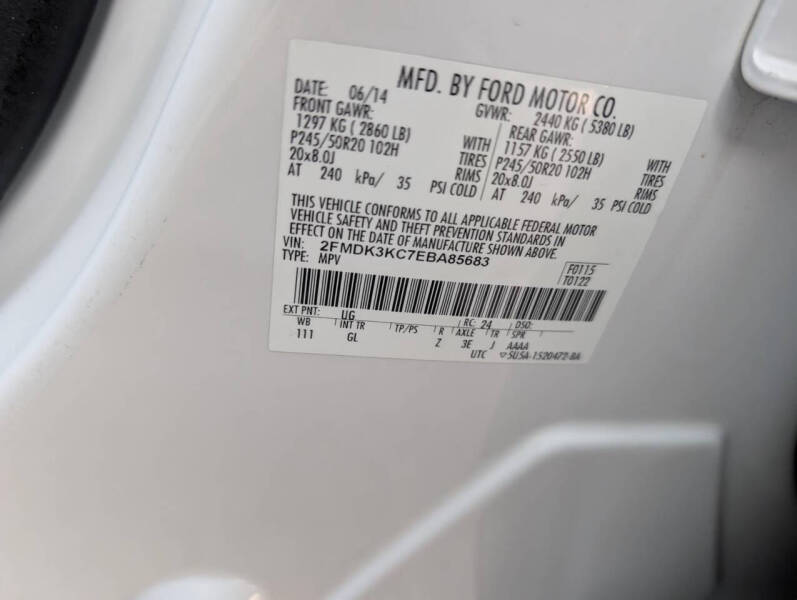 MFD. BY FORD MOTOR CO.
DATE: 06/14 GVWR: 2440 KG ( 5380 LB)
FRONT GAWR: REAR GAWR:
1297 KG ( 2860 LB) WITH 1157 KG ( 2550 LB) WITH
P245/50R20 102H TIRES P245/50R20 102H TIRES
20x8.0J RIMS 20x8.0J RIMS
AT 240 kPa/ 35 PSI COLD AT 240 kPa/ 35 PSI COLD
THIS VEHICLE CONFORMS TO ALL APPLICABLE FEDERAL MOTOR
VEHICLE SAFETY AND THEFT PREVENTION STANDARDS IN
EFFECT ON THE DATE OF MANUFACTURE SHOWN ABOVE.
VIN: 2FMDK3KC7EBA85683 F0115
TYPE: MPV T0122
EXT PNT: UG RC: 24 DSO:
WB INT TR TP/PS R AXLE TR SPR
111 GL Z 3E J AAAA
UTC 5U5A-1520472-BA